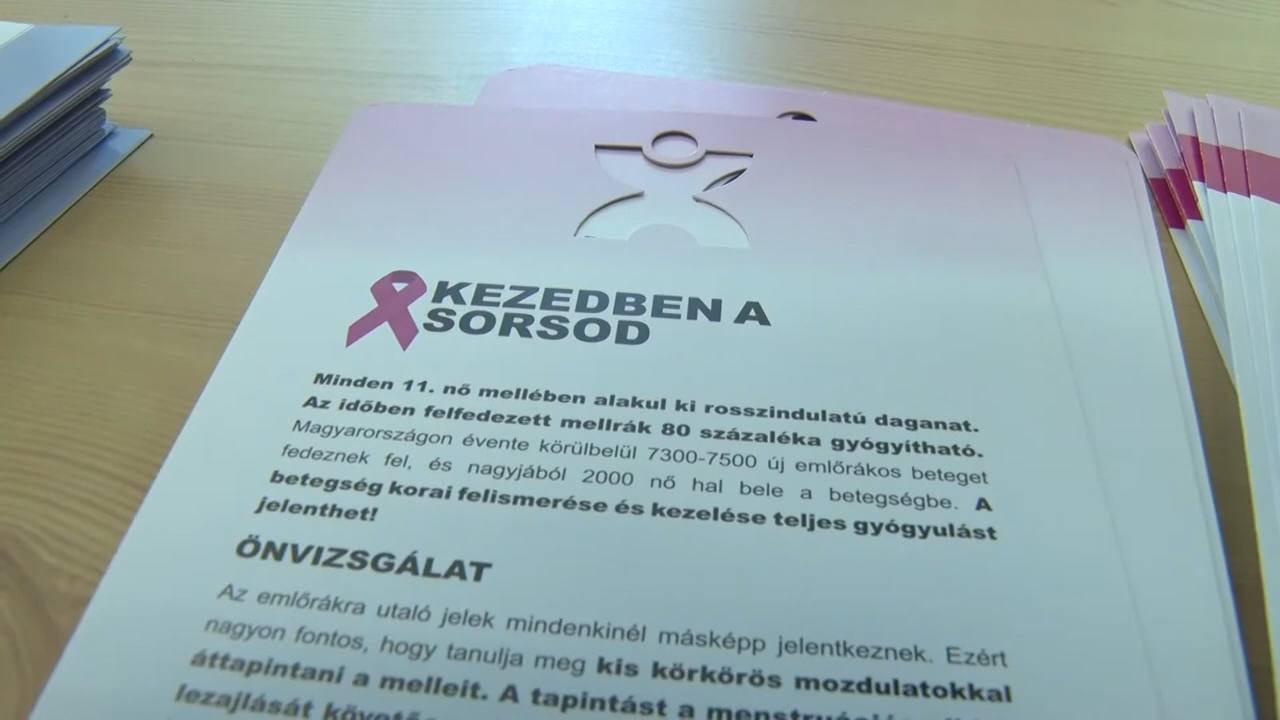 KEZEDBEN A
SORSOD
Minden 11. nő mellében alakul ki rosszindulatú daganat.
Az időben felfedezett mellrák 80 százaléka gyógyítható.
Magyarországon évente körülbelül 7300-7500 új emlőrákos beteget
fedeznek fel, és nagyjából 2000 nő hal bele a betegségbe. A
betegség korai felismerése és kezelése teljes gyógyulást
jelenthet!
ÖNVIZSGÁLAT
Az emlőrákra utaló jelek mindenkinél másképp jelentkeznek. Ezért
nagyon fontos, hogy tanulja meg kis körkörös mozdulatokkal
áttapintani a melleit. A tapintást a
lezajlását